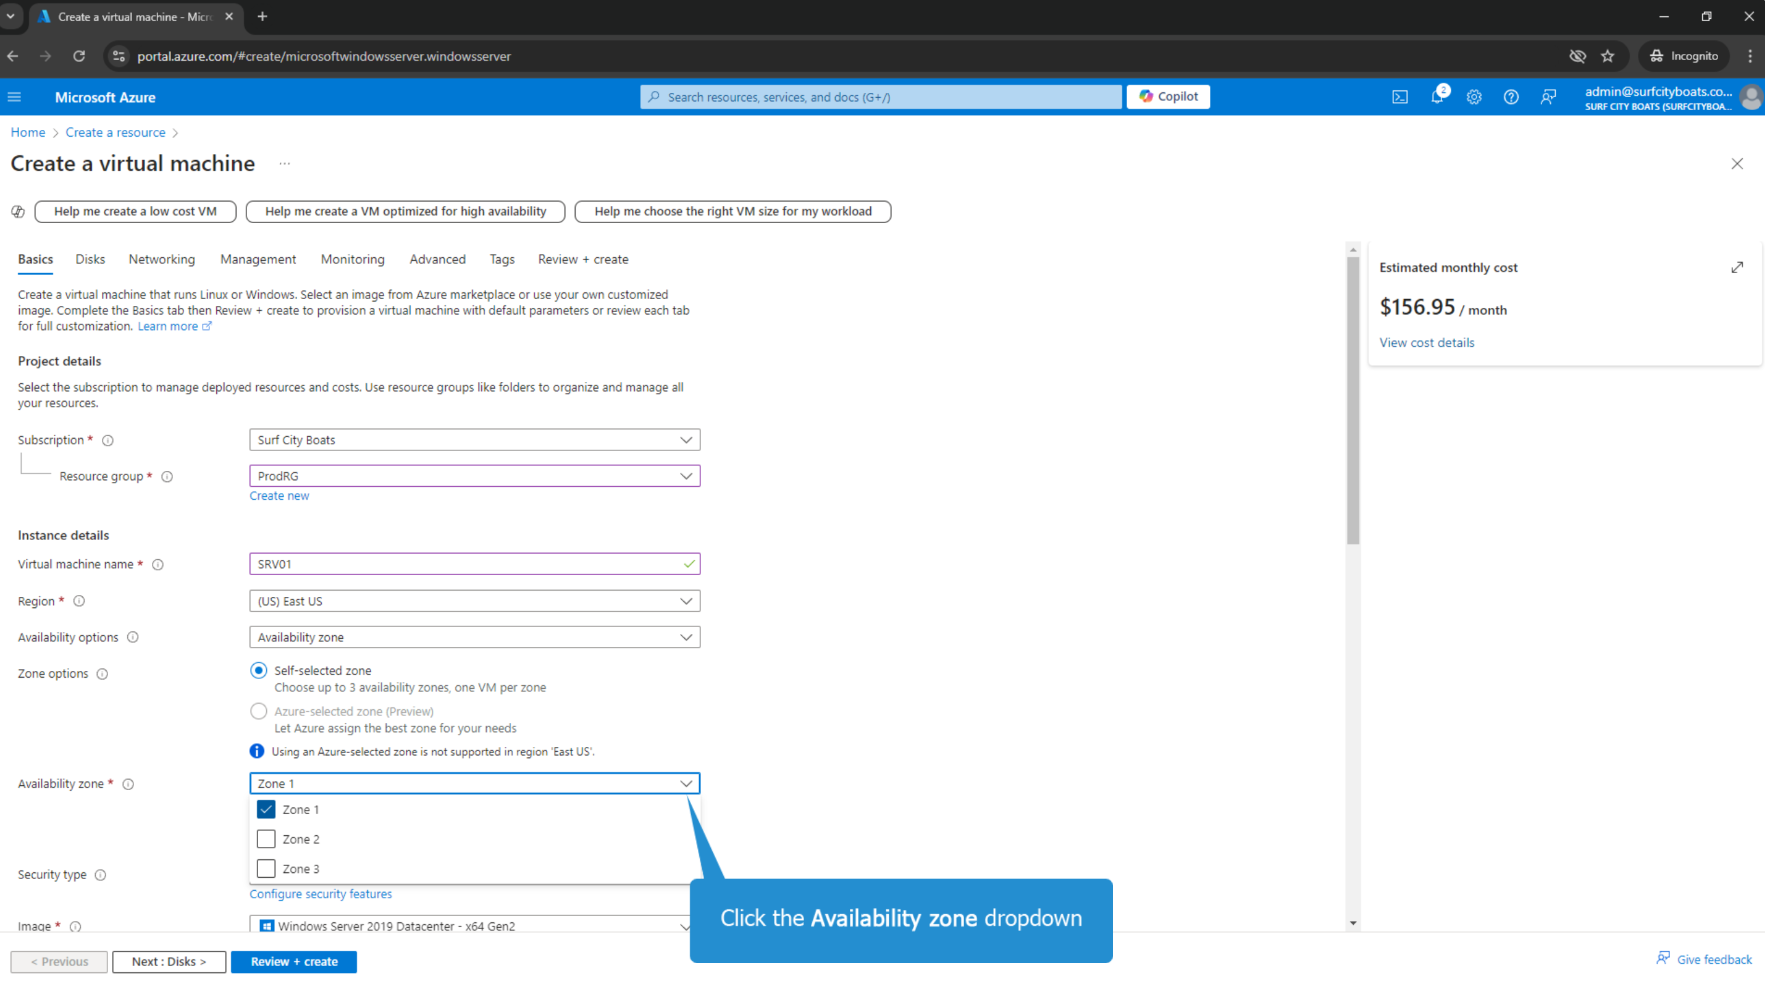 Create a virtual machine - Micr
portal.azure.com/#create/microsoftwindowsserver.windowsserver
Incognito
Microsoft Azure
Search resources, services, and docs (G+/)
Copilot
2
admin@surfcityboats.co...
SURF CITY BOATS (SURFCITYBOA...
Home > Create a resource >
Create a virtual machine ...
Help me create a low cost VM
Help me create a VM optimized for high availability
Help me choose the right VM size for my workload
Basics Disks Networking Management Monitoring Advanced Tags Review + create
Create a virtual machine that runs Linux or Windows. Select an image from Azure marketplace or use your own customized
image. Complete the Basics tab then Review + create to provision a virtual machine with default parameters or review each tab
for full customization. Learn more
Project details
Select the subscription to manage deployed resources and costs. Use resource groups like folders to organize and manage all
your resources.
Subscription *
Surf City Boats
Resource group *
ProdRG
Create new
Instance details
Virtual machine name *
SRV01
Region *
(US) East US
Availability options
Availability zone
Zone options
Self-selected zone
Choose up to 3 availability zones, one VM per zone
Azure-selected zone (Preview)
Let Azure assign the best zone for your needs
Using an Azure-selected zone is not supported in region 'East US'.
Availability zone *
Zone 1
Zone 1
Zone 2
Zone 3
Security type
Configure security features
Image *
Windows Server 2019 Datacenter - x64 Gen2
Click the Availability zone dropdown
< Previous
Next : Disks >
Review + create
Give feedback
Estimated monthly cost
$156.95 / month
View cost details